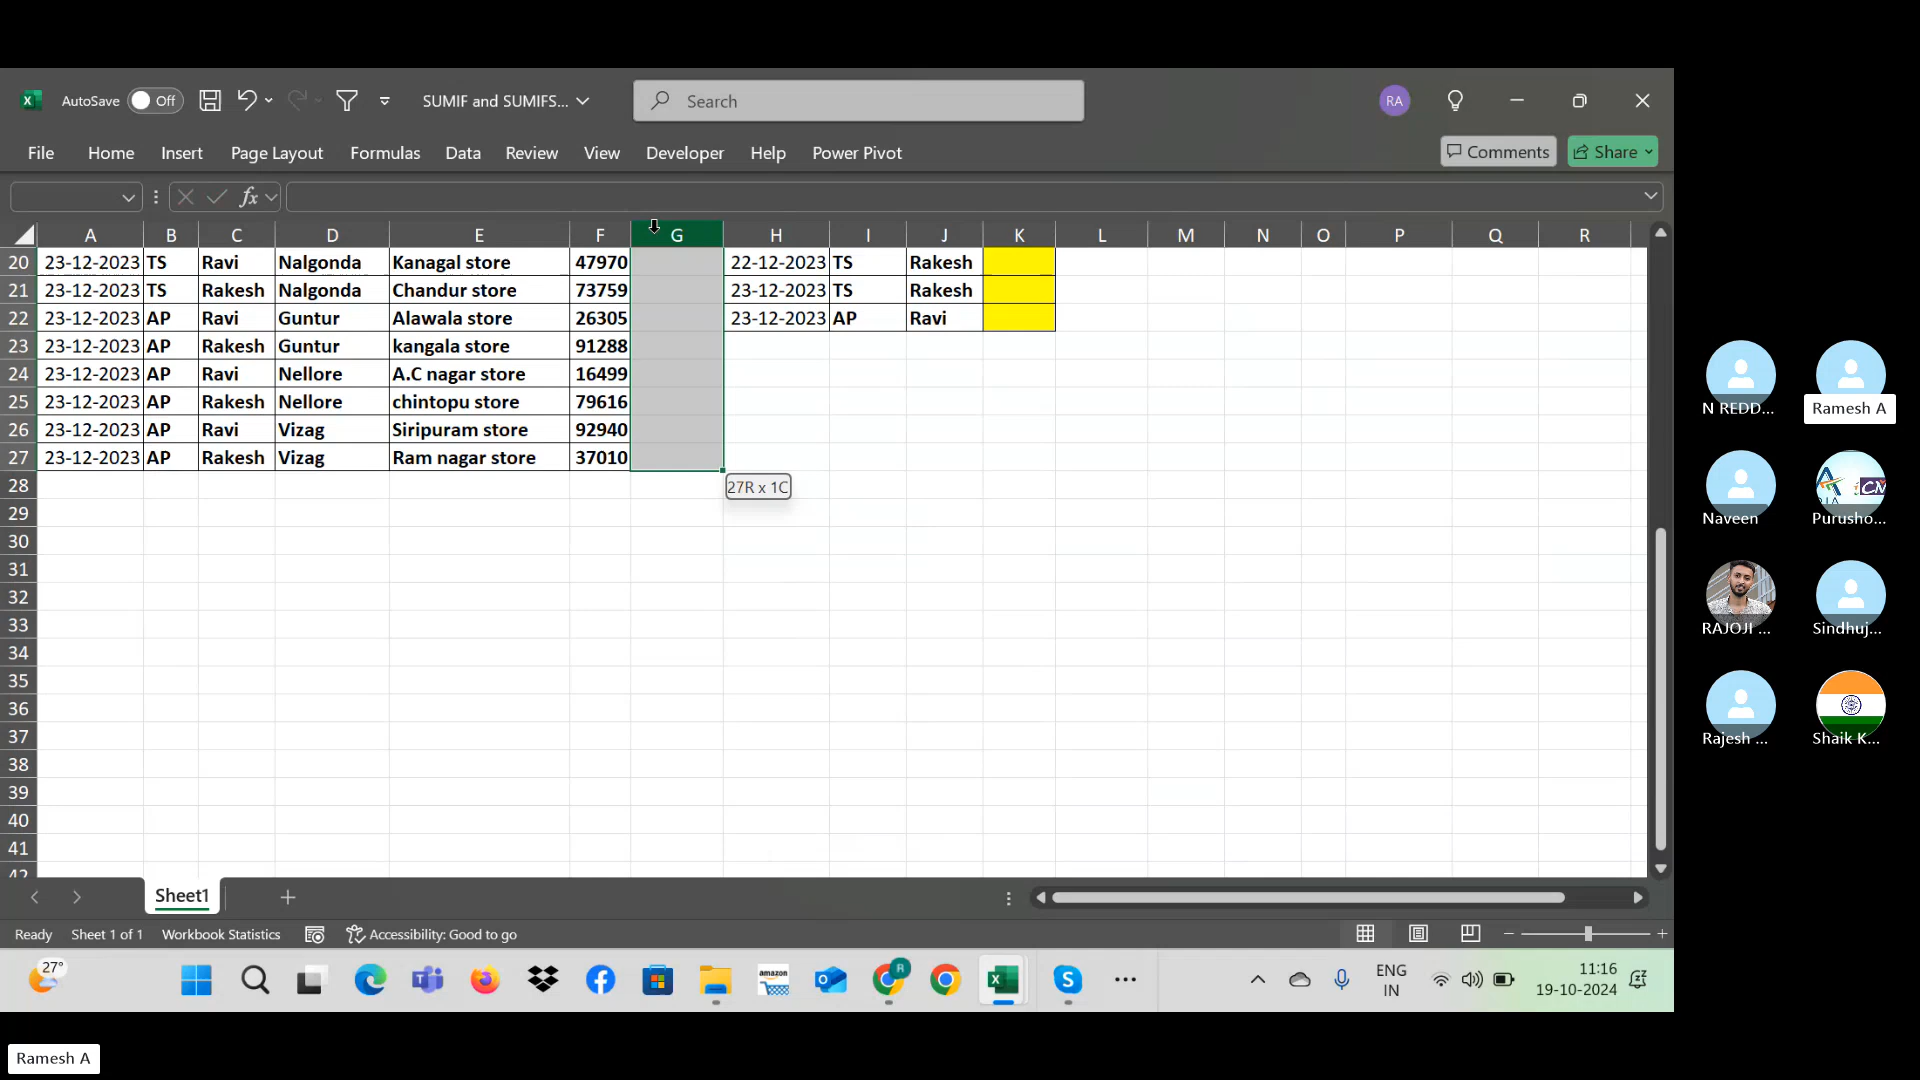 AutoSave Off SUMIF and SUMIFS... Search RA
File Home Insert Page Layout Formulas Data Review View Developer Help Power Pivot Comments Share
fx
A B C D E F G H I J K L M N O P Q R
20 23-12-2023 TS Ravi Nalgonda Kanagal store 47970 22-12-2023 TS Rakesh
21 23-12-2023 TS Rakesh Nalgonda Chandur store 73759 23-12-2023 TS Rakesh
22 23-12-2023 AP Ravi Guntur Alawala store 26305 23-12-2023 AP Ravi
23 23-12-2023 AP Rakesh Guntur kangala store 91288
24 23-12-2023 AP Ravi Nellore A.C nagar store 16499
25 23-12-2023 AP Rakesh Nellore chintopu store 79616
26 23-12-2023 AP Ravi Vizag Siripuram store 92940
27 23-12-2023 AP Rakesh Vizag Ram nagar store 37010
28 27R x 1C
29
30
31
32
33
34
35
36
37
38
39
40
41
42
Sheet1
Ready Sheet 1 of 1 Workbook Statistics Accessibility: Good to go
27° amazon R ENG 11:16
IN 19-10-2024
N REDD... Ramesh A
Naveen Purusho...
RAJOJI ... Sindhuj...
Rajesh ... Shaik K...
Ramesh A